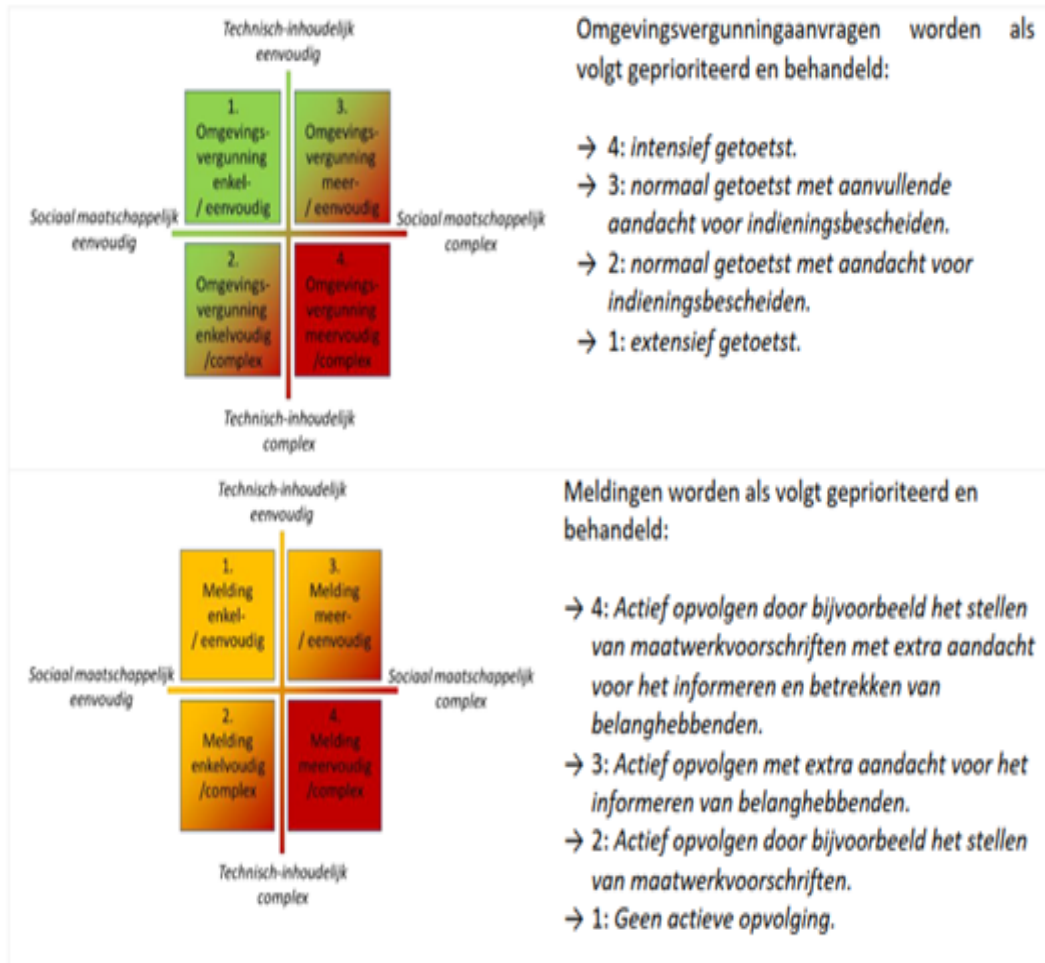 Technisch-inhoudelijk
eenvoudig
1.
Omgevings-
vergunning
enkel-
/ eenvoudig
3.
Omgevings-
vergunning
meer-
/ eenvoudig
Sociaal maatschappelijk
eenvoudig
Sociaal maatschappelijk
complex
2.
Omgevings-
vergunning
enkelvoudig
/complex
4.
Omgevings-
vergunning
meervoudig
/complex
Technisch-inhoudelijk
complex
Omgevingsvergunningaanvragen worden als
volgt geprioriteerd en behandeld:
→ 4: intensief getoetst.
→ 3: normaal getoetst met aanvullende
aandacht voor indieningsbescheiden.
→ 2: normaal getoetst met aandacht voor
indieningsbescheiden.
→ 1: extensief getoetst.
Technisch-inhoudelijk
eenvoudig
1.
Melding
enkel-
/ eenvoudig
3.
Melding
meer-
/ eenvoudig
Sociaal maatschappelijk
eenvoudig
Sociaal maatschappelijk
complex
2.
Melding
enkelvoudig
/complex
4.
Melding
meervoudig
/complex
Technisch-inhoudelijk
complex
Meldingen worden als volgt geprioriteerd en
behandeld:
→ 4: Actief opvolgen door bijvoorbeeld het stellen
van maatwerkvoorschriften met extra aandacht
voor het informeren en betrekken van
belanghebbenden.
→ 3: Actief opvolgen met extra aandacht voor het
informeren van belanghebbenden.
→ 2: Actief opvolgen door bijvoorbeeld het stellen
van maatwerkvoorschriften.
→ 1: Geen actieve opvolging.